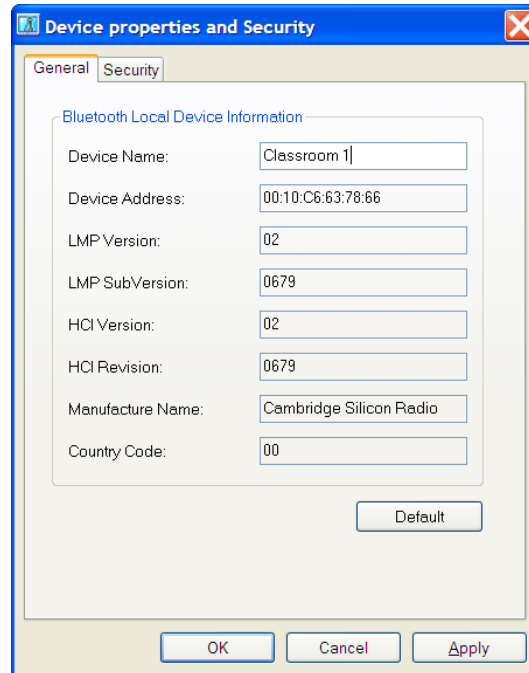 Device properties and Security
General Security
Bluetooth Local Device Information
Device Name: Classroom 1
Device Address: 00:10:C6:63:78:66
LMP Version: 02
LMP SubVersion: 0679
HCI Version: 02
HCI Revision: 0679
Manufacture Name: Cambridge Silicon Radio
Country Code: 00
Default
OK Cancel Apply